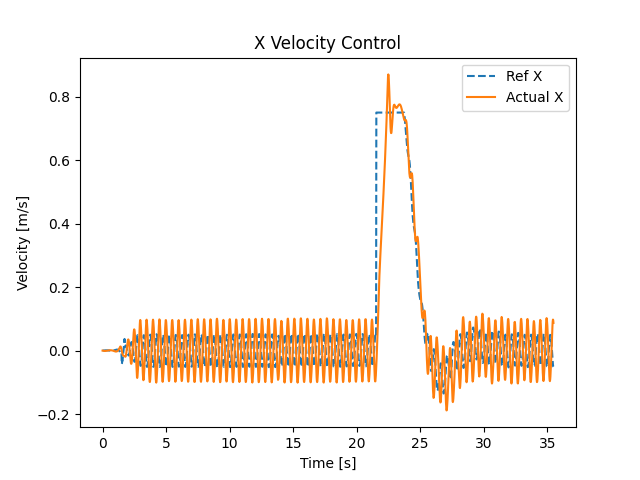 X Velocity Control
Ref X
Actual X
0.8
0.6
0.4
0.2
0.0
−0.2
Velocity [m/s]
0 5 10 15 20 25 30 35
Time [s]